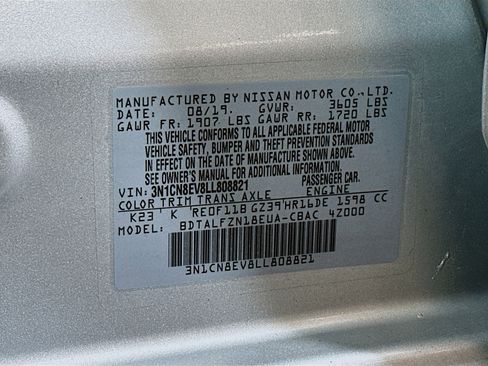 MANUFACTURED BY NISSAN MOTOR CO., LTD.
DATE: 08/19. GVWR: 3605 LBS
GAWR FR: 1907 LBS GAWR RR: 1720 LBS
THIS VEHICLE CONFORMS TO ALL APPLICABLE FEDERAL MOTOR
VEHICLE SAFETY, BUMPER AND THEFT PREVENTION STANDARDS
IN EFFECT ON THE DATE OF MANUFACTURE SHOWN ABOVE.
SEE OWNER'S MANUAL FOR ADDITIONAL INFORMATION.
VIN: 3N1CN8EV8LL808821 PASSENGER CAR.
COLOR TRIM TRANS AXLE ENGINE
K23 K RE0F11B GZ39 HR16DE 1598 CC
BDTALFZN18EUA-CBAC 4Z000
3N1CN8EV8LL808821